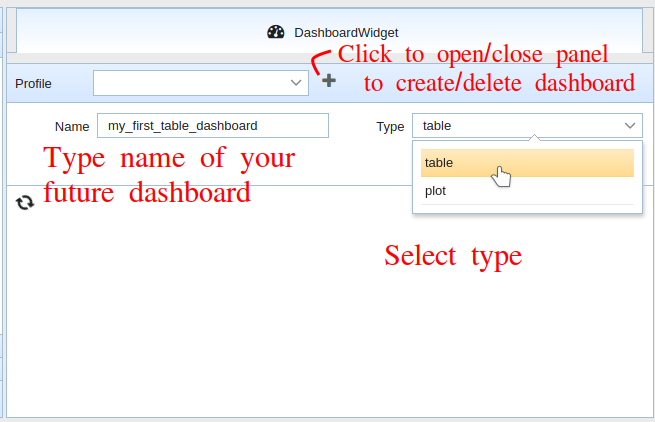 DashboardWidget
Click to open/close panel
to create/delete dashboard
Profile
Name my_first_table_dashboard Type table
Type name of your
future dashboard
table
plot
Select type